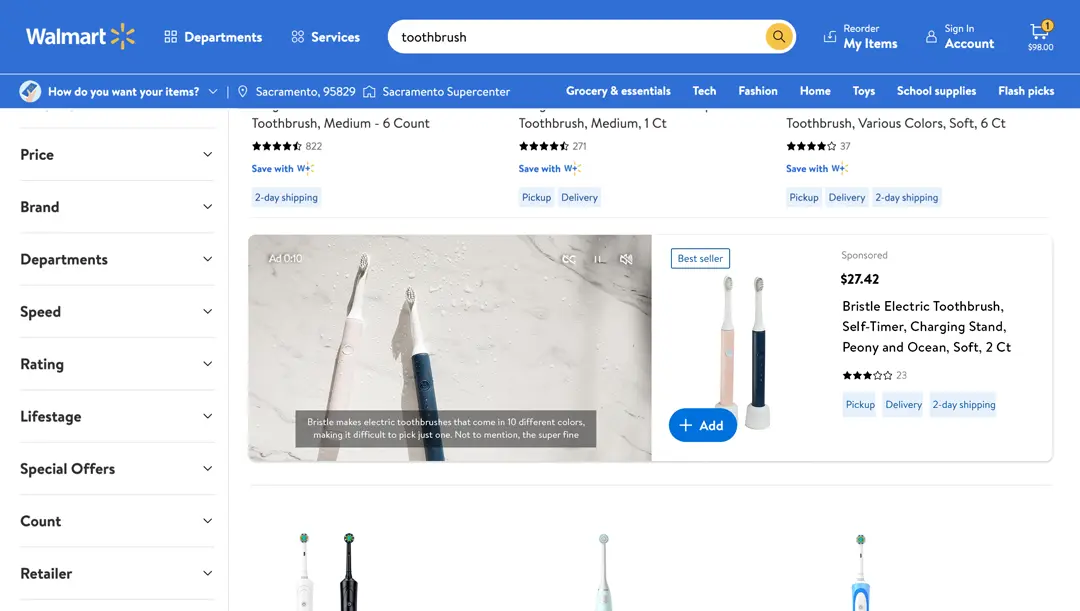 Walmart
Departments
Services
toothbrush
Reorder
My Items
Sign In
Account
1
$98.00
How do you want your items?
Sacramento, 95829
Sacramento Supercenter
Grocery & essentials
Tech
Fashion
Home
Toys
School supplies
Flash picks
Price
Brand
Departments
Speed
Rating
Lifestage
Special Offers
Count
Retailer
Toothbrush, Medium - 6 Count
822
Save with W+
2-day shipping
Toothbrush, Medium, 1 Ct
271
Save with W+
Pickup Delivery
Toothbrush, Various Colors, Soft, 6 Ct
37
Save with W+
Pickup Delivery 2-day shipping
Ad 0:10
CC
Bristle makes electric toothbrushes that come in 10 different colors,
making it difficult to pick just one. Not to mention, the super fine
Best seller
+ Add
Sponsored
$27.42
Bristle Electric Toothbrush,
Self-Timer, Charging Stand,
Peony and Ocean, Soft, 2 Ct
23
Pickup Delivery 2-day shipping